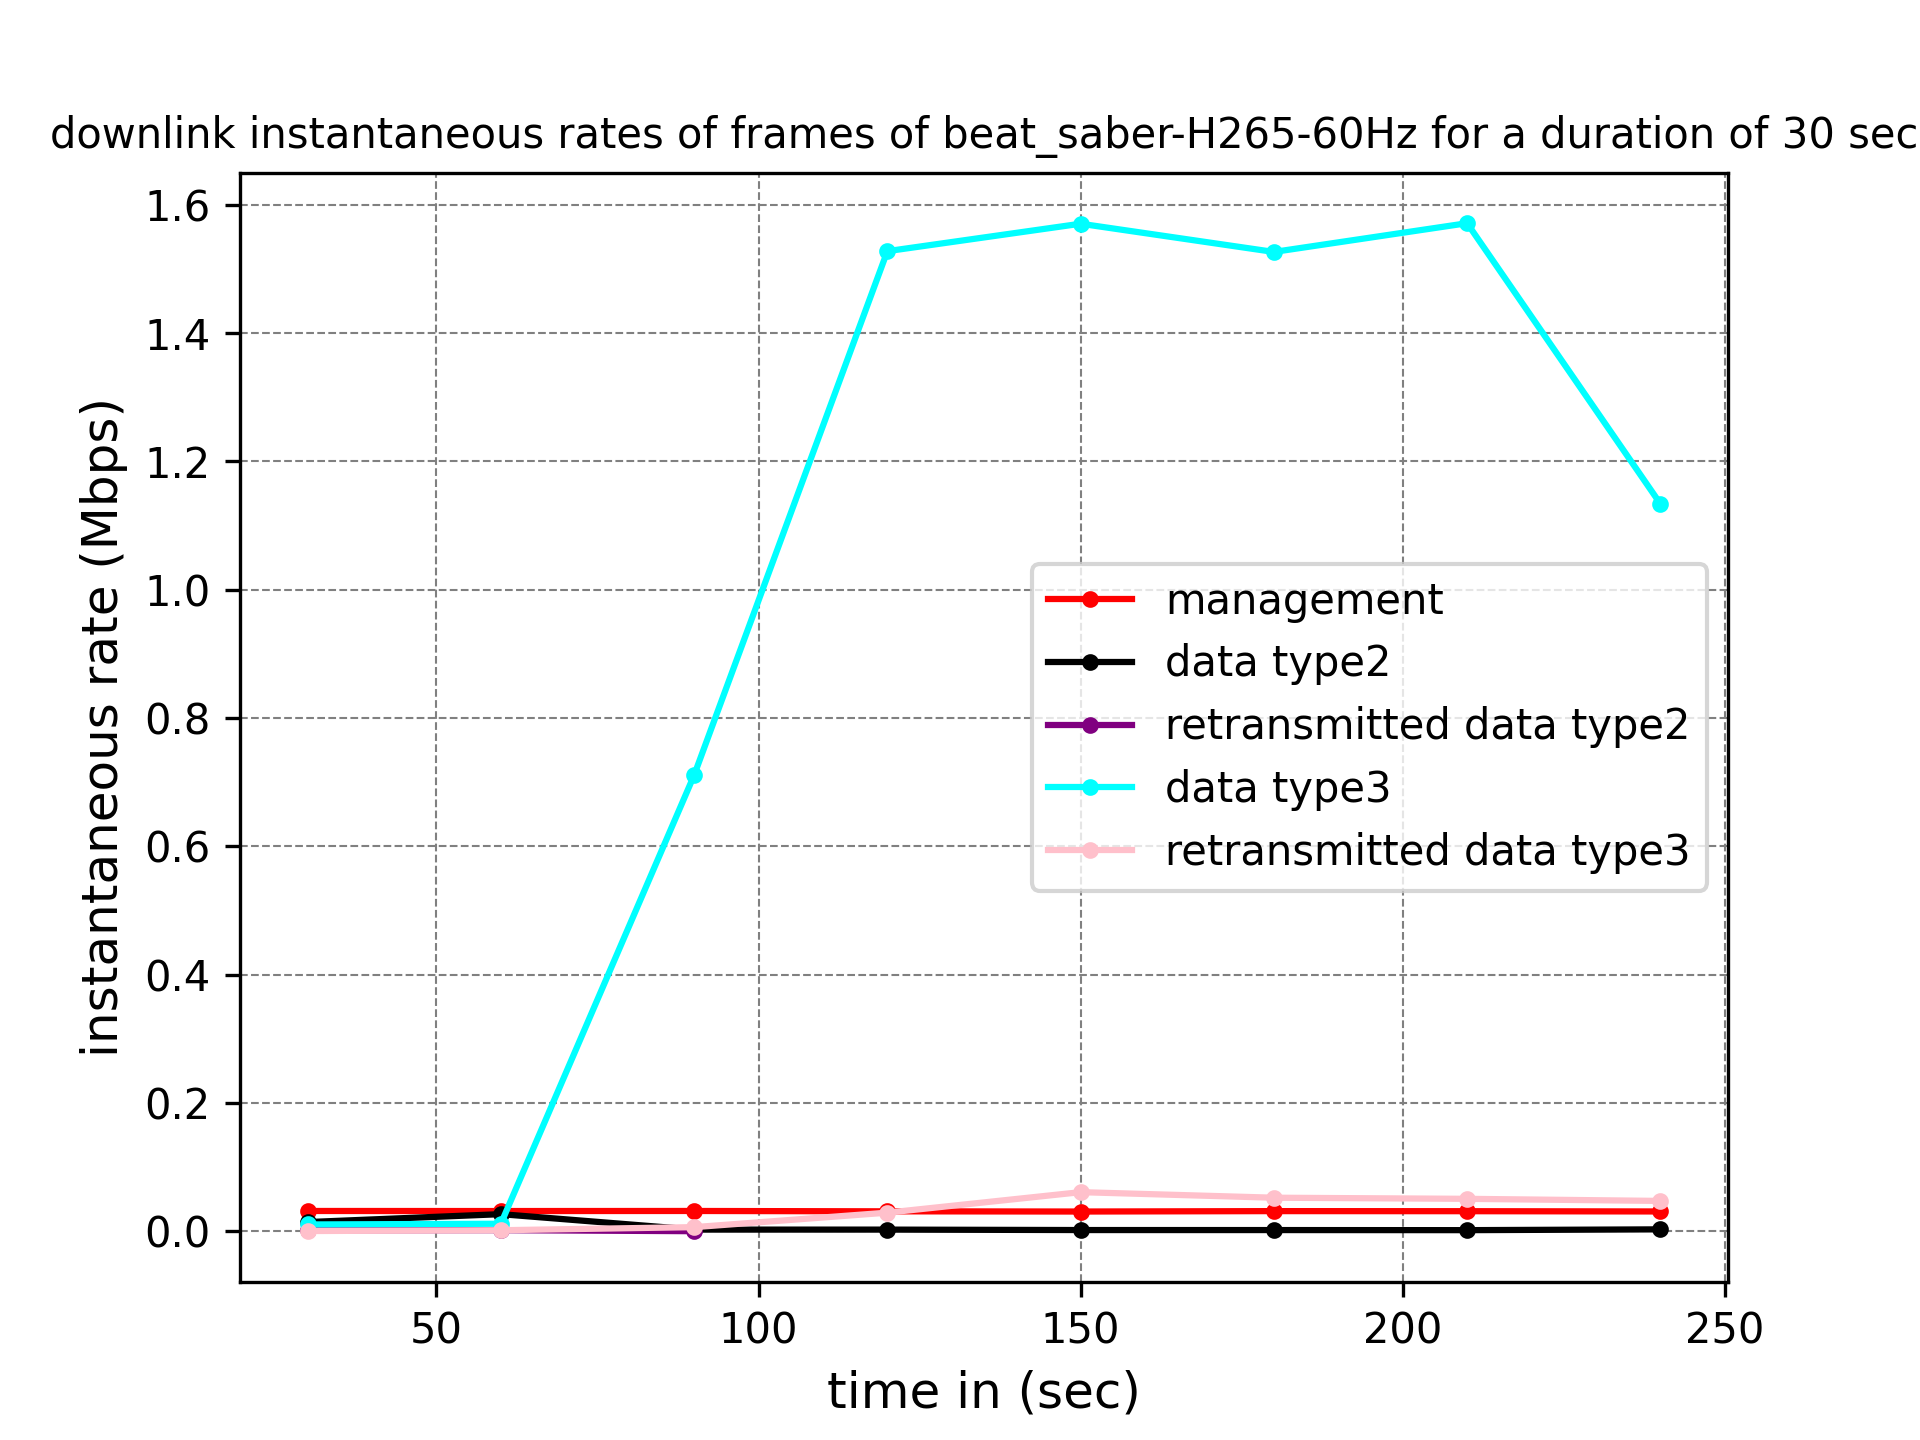 downlink instantaneous rates of frames of beat_saber-H265-60Hz for a duration of 30 sec
1.6
1.4
1.2
1.0
0.8
0.6
0.4
0.2
0.0
instantaneous rate (Mbps)
management
data type2
retransmitted data type2
data type3
retransmitted data type3
50 100 150 200 250
time in (sec)